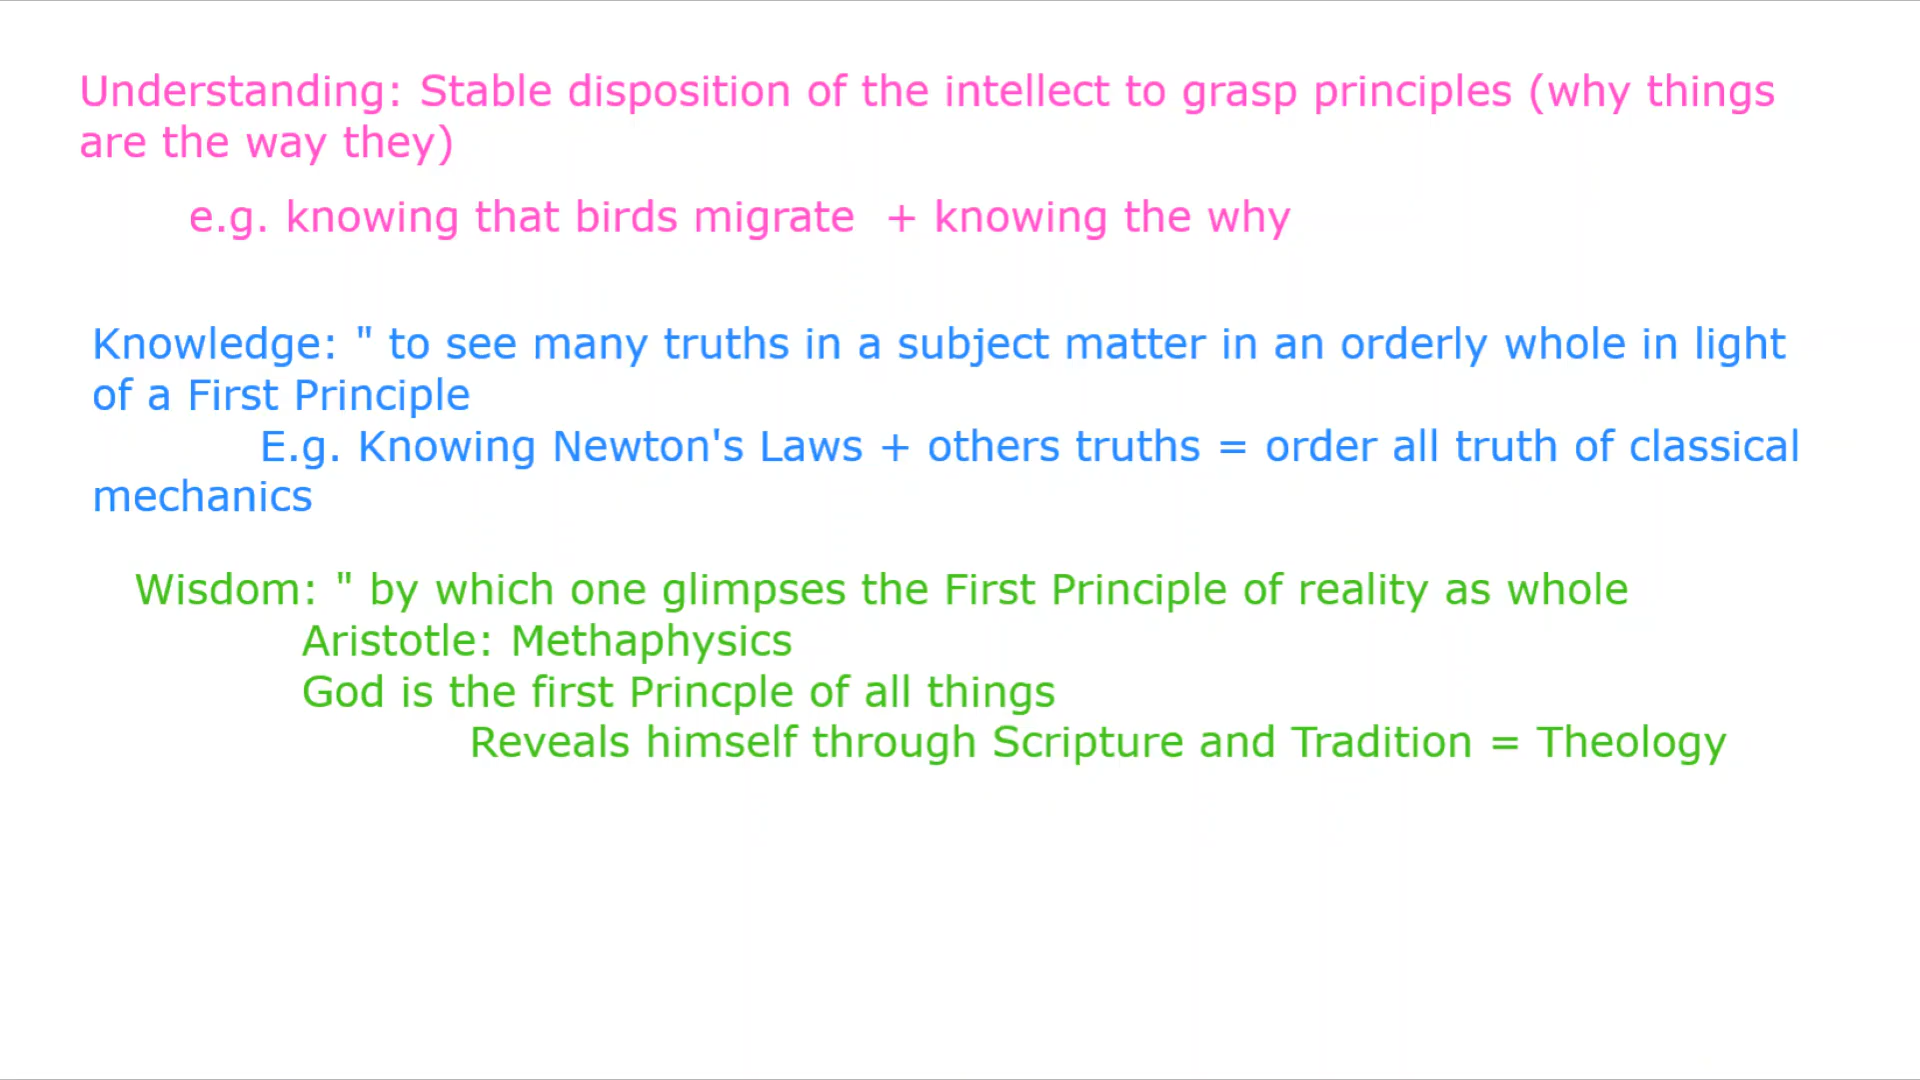 Understanding: Stable disposition of the intellect to grasp principles (why things
are the way they)
e.g. knowing that birds migrate  + knowing the why
Knowledge: " to see many truths in a subject matter in an orderly whole in light
of a First Principle
E.g. Knowing Newton's Laws + others truths = order all truth of classical
mechanics
Wisdom: " by which one glimpses the First Principle of reality as whole
Aristotle: Methaphysics
God is the first Princple of all things
Reveals himself through Scripture and Tradition = Theology